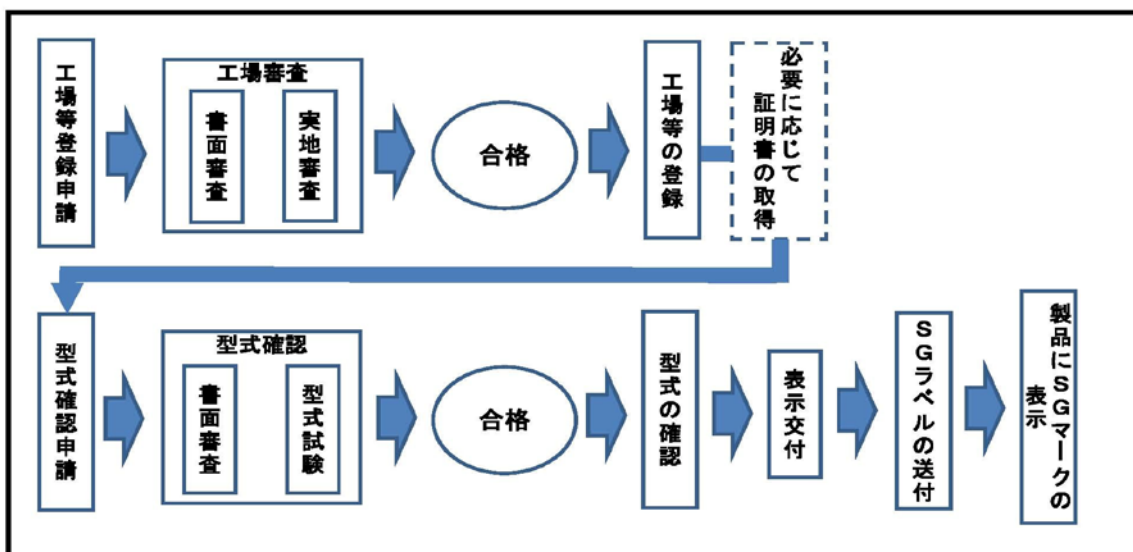 工場等登録申請
工場審査
書面審査
実地審査
合格
工場等の登録
必要に応じて
証明書の取得
型式確認申請
型式確認
書面審査
型式試験
合格
型式の確認
表示交付
SGラベルの送付
製品にSGマークの
表示